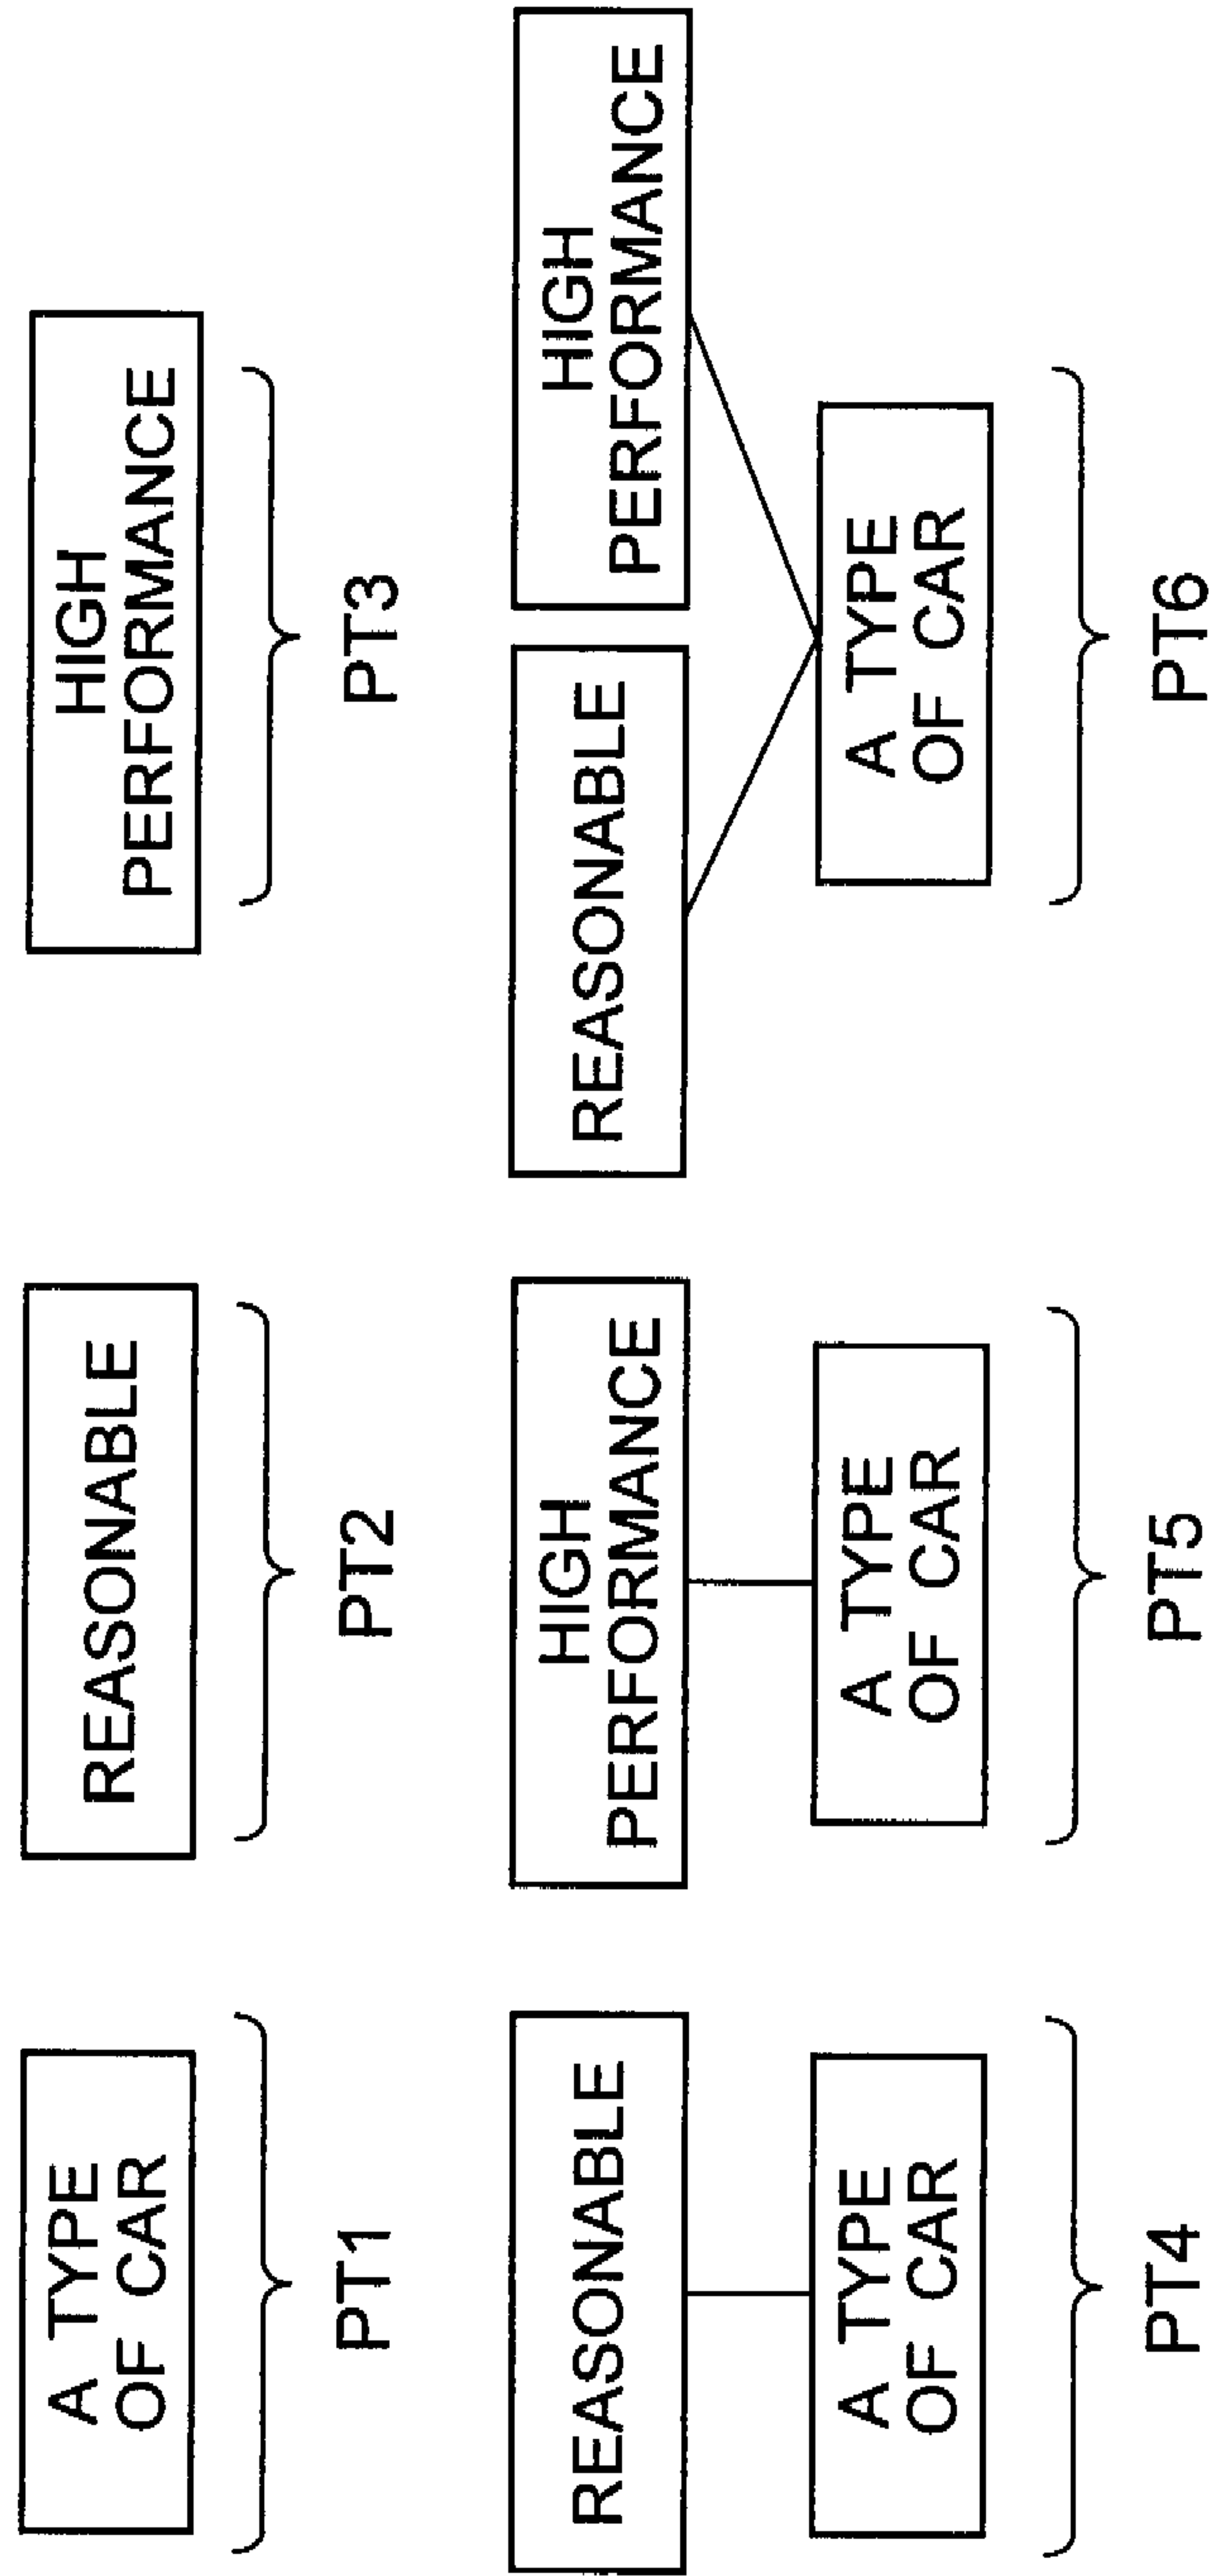 A TYPE
OF CAR
PT1
REASONABLE
PT2
HIGH
PERFORMANCE
PT3
REASONABLE
A TYPE
OF CAR
PT4
HIGH
PERFORMANCE
A TYPE
OF CAR
PT5
REASONABLE
HIGH
PERFORMANCE
A TYPE
OF CAR
PT6